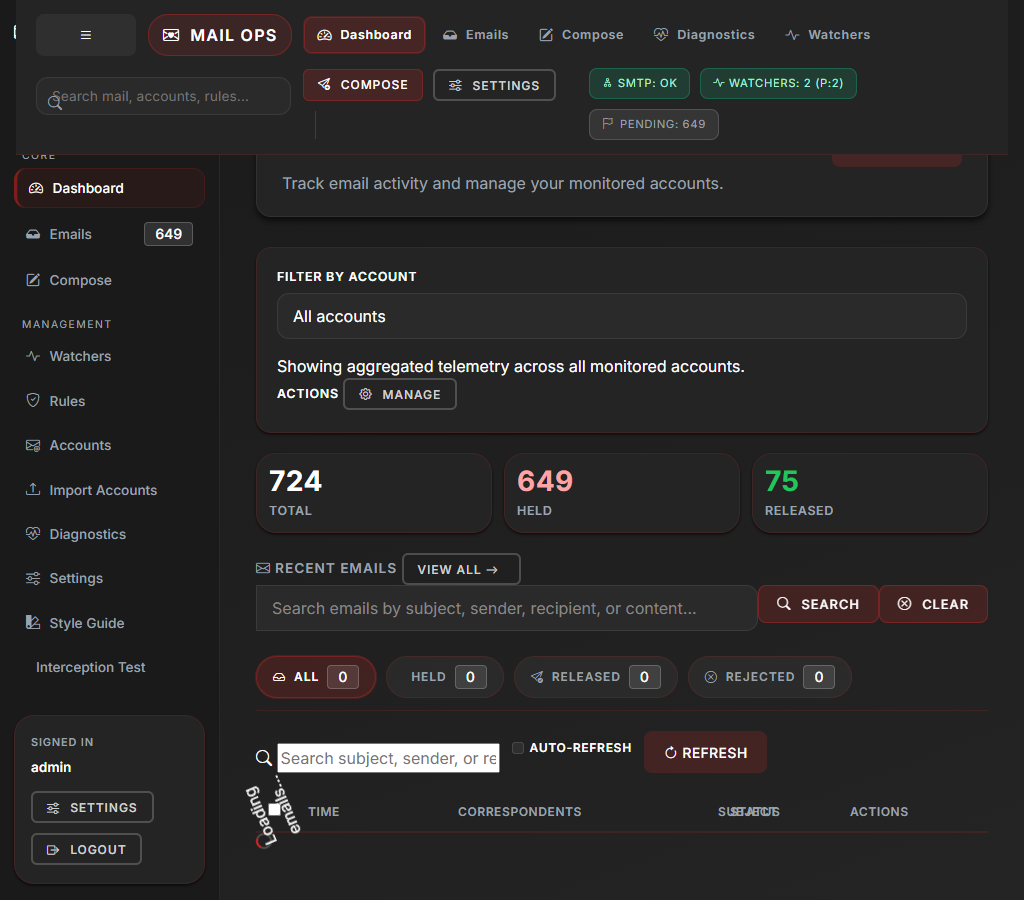 MAIL OPS
Dashboard
Emails
Compose
Diagnostics
Watchers
Search mail, accounts, rules...
COMPOSE
SETTINGS
SMTP: OK
WATCHERS: 2 (P:2)
PENDING: 649
CORE
Dashboard
Emails 649
Compose
MANAGEMENT
Watchers
Rules
Accounts
Import Accounts
Diagnostics
Settings
Style Guide
Interception Test
SIGNED IN
admin
SETTINGS
LOGOUT
Track email activity and manage your monitored accounts.
FILTER BY ACCOUNT
All accounts
Showing aggregated telemetry across all monitored accounts.
ACTIONS MANAGE
724
TOTAL
649
HELD
75
RELEASED
RECENT EMAILS VIEW ALL →
Search emails by subject, sender, recipient, or content...
SEARCH
CLEAR
ALL 0
HELD 0
RELEASED 0
REJECTED 0
Search subject, sender, or re
AUTO-REFRESH
REFRESH
TIME CORRESPONDENTS SUBJECT STATUS ACTIONS
Loading
emails...